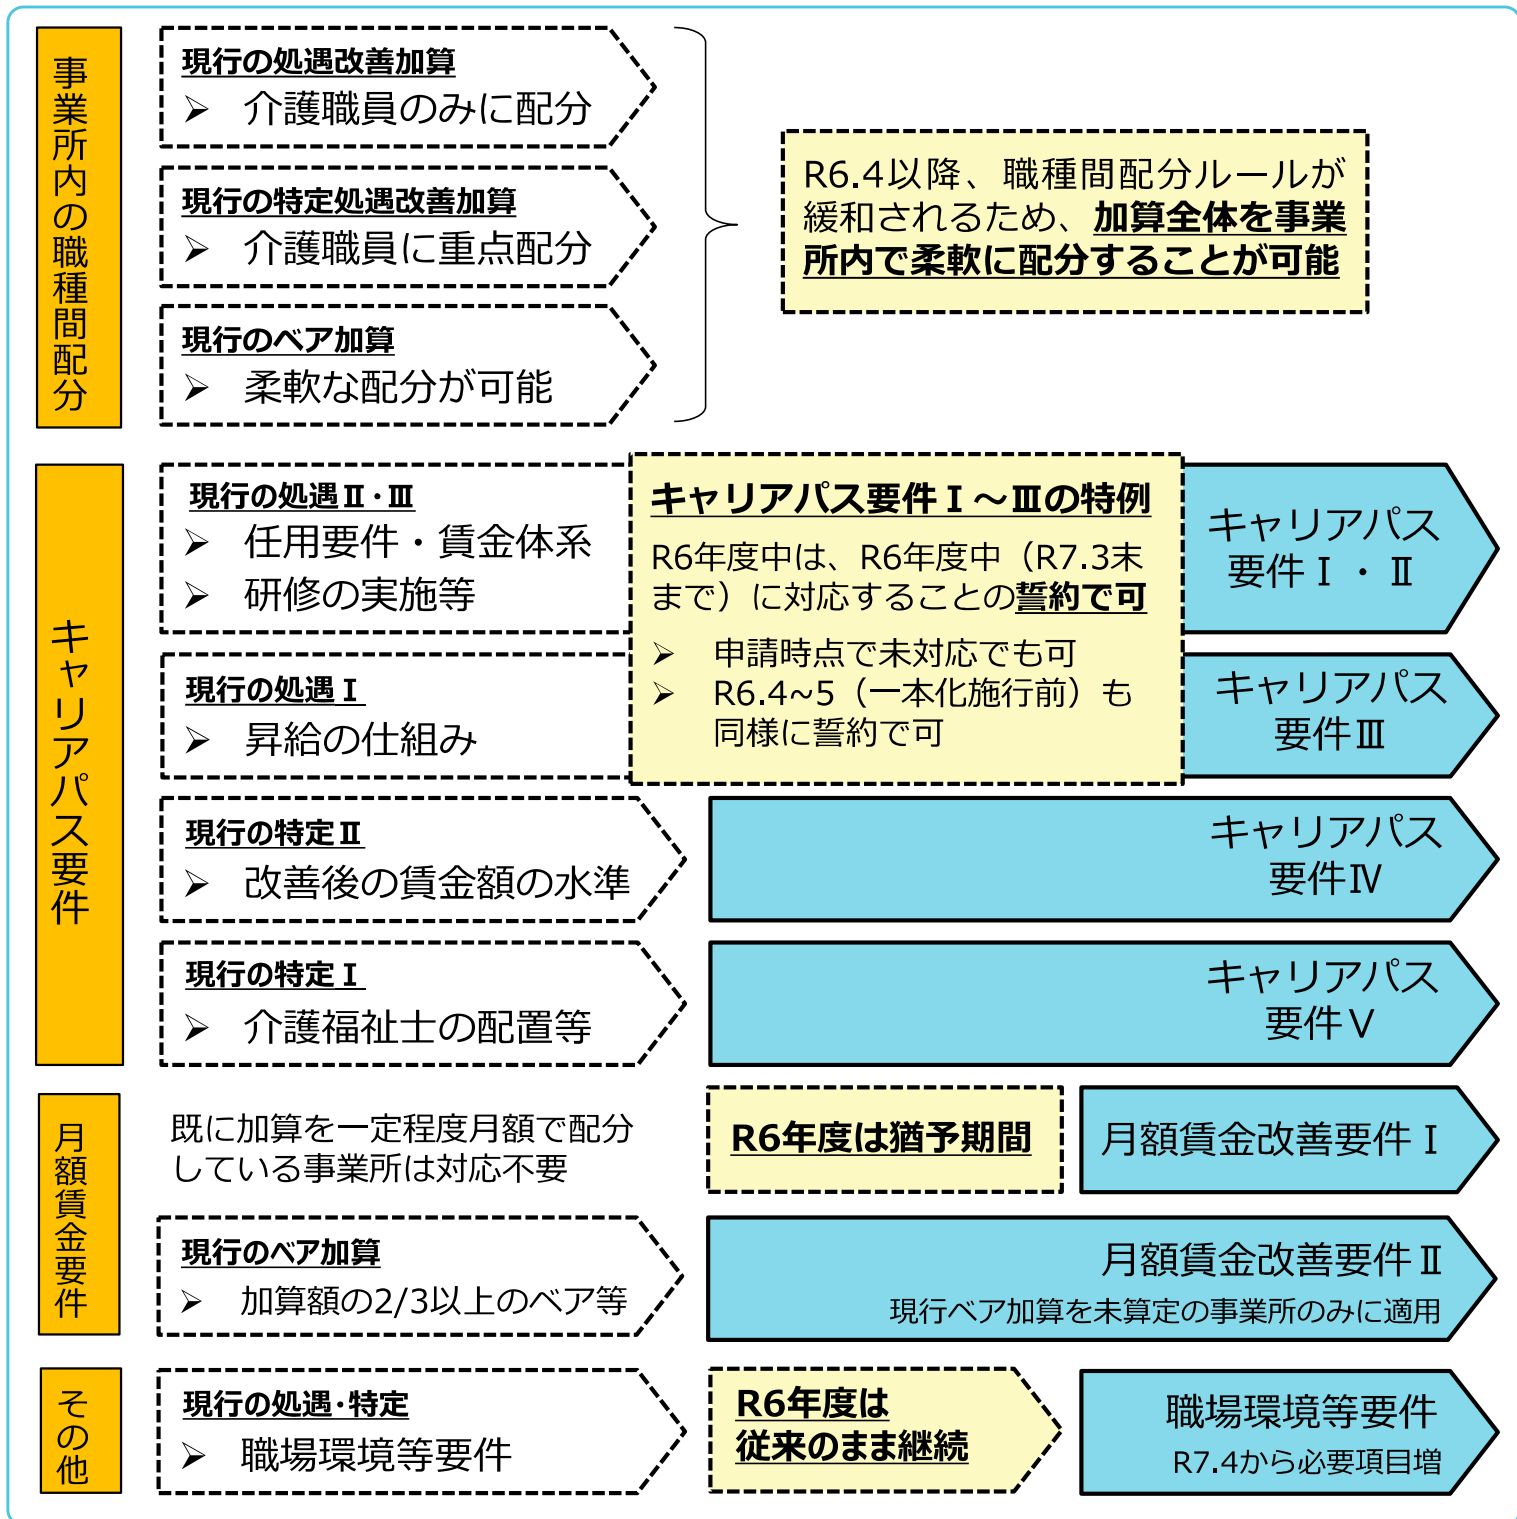 事業所内の職種間配分
現行の処遇改善加算
➢ 介護職員のみに配分
現行の特定処遇改善加算
➢ 介護職員に重点配分
現行のベア加算
➢ 柔軟な配分が可能
R6.4以降、職種間配分ルールが
緩和されるため、加算全体を事業
所内で柔軟に配分することが可能
キャリアパス要件
現行の処遇Ⅱ・Ⅲ
➢ 任用要件・賃金体系
➢ 研修の実施等
キャリアパス要件Ⅰ～Ⅲの特例
R6年度中は、R6年度中（R7.3末
まで）に対応することの誓約で可
➢ 申請時点で未対応でも可
➢ R6.4~5（一本化施行前）も
同様に誓約で可
キャリアパス
要件Ⅰ・Ⅱ
現行の処遇Ⅰ
➢ 昇給の仕組み
キャリアパス
要件Ⅲ
現行の特定Ⅱ
➢ 改善後の賃金額の水準
キャリアパス
要件Ⅳ
現行の特定Ⅰ
➢ 介護福祉士の配置等
キャリアパス
要件Ⅴ
月額賃金要件
既に加算を一定程度月額で配分
している事業所は対応不要
R6年度は猶予期間
月額賃金改善要件Ⅰ
現行のベア加算
➢ 加算額の2/3以上のベア等
月額賃金改善要件Ⅱ
現行ベア加算を未算定の事業所のみに適用
その他
現行の処遇・特定
➢ 職場環境等要件
R6年度は
従来のまま継続
職場環境等要件
R7.4から必要項目増